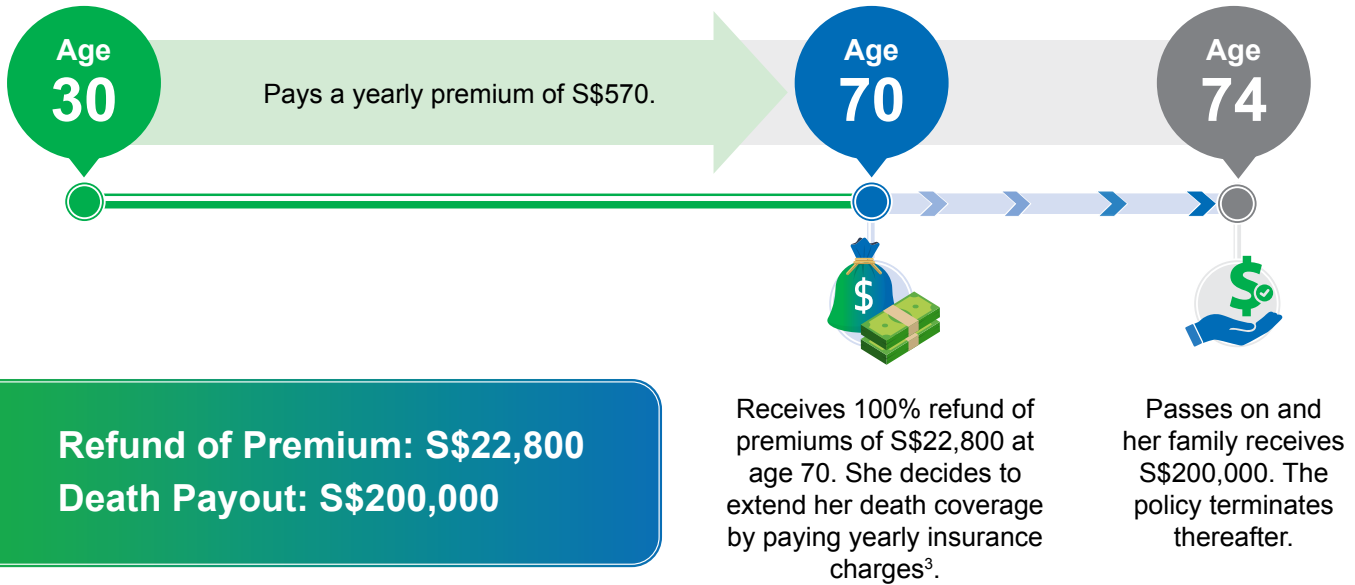 Age
30
Pays a yearly premium of S$570.
Age
70
Age
74
$
$
Refund of Premium: S$22,800
Death Payout: S$200,000
Receives 100% refund of
premiums of S$22,800 at
age 70. She decides to
extend her death coverage
by paying yearly insurance
charges³.
Passes on and
her family receives
S$200,000. The
policy terminates
thereafter.